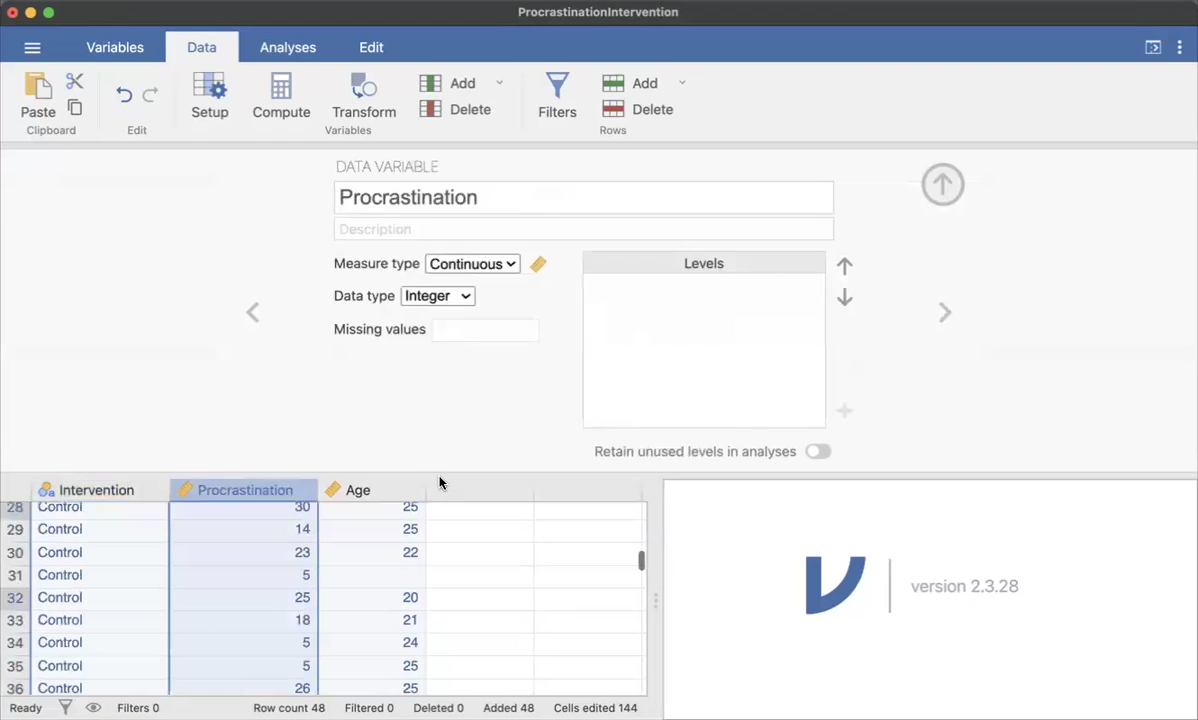 ProcrastinationIntervention
Variables Data Analyses Edit
Paste Setup Compute Transform Add Delete Filters Add Delete
Clipboard Edit Variables Rows
DATA VARIABLE
Procrastination
Description
Measure type Continuous Levels
Data type Integer
Missing values
Retain unused levels in analyses
Intervention Procrastination Age
28 Control 30 25
29 Control 14 25
30 Control 23 22
31 Control 5
32 Control 25 20
33 Control 18 21
34 Control 5 24
35 Control 5 25
36 Control 26 25
version 2.3.28
Ready Filters 0 Row count 48 Filtered 0 Deleted 0 Added 48 Cells edited 144